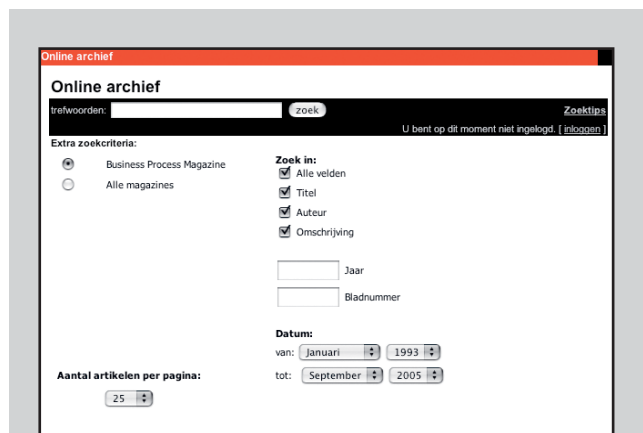 Online archief
Online archief
trefwoorden: zoek Zoektips
U bent op dit moment niet ingelogd. [ inloggen ]
Extra zoekcriteria:
Business Process Magazine
Alle magazines
Zoek in:
Alle velden
Titel
Auteur
Omschrijving
Jaar
Bladnummer
Datum:
van: Januari 1993
tot: September 2005
Aantal artikelen per pagina:
25